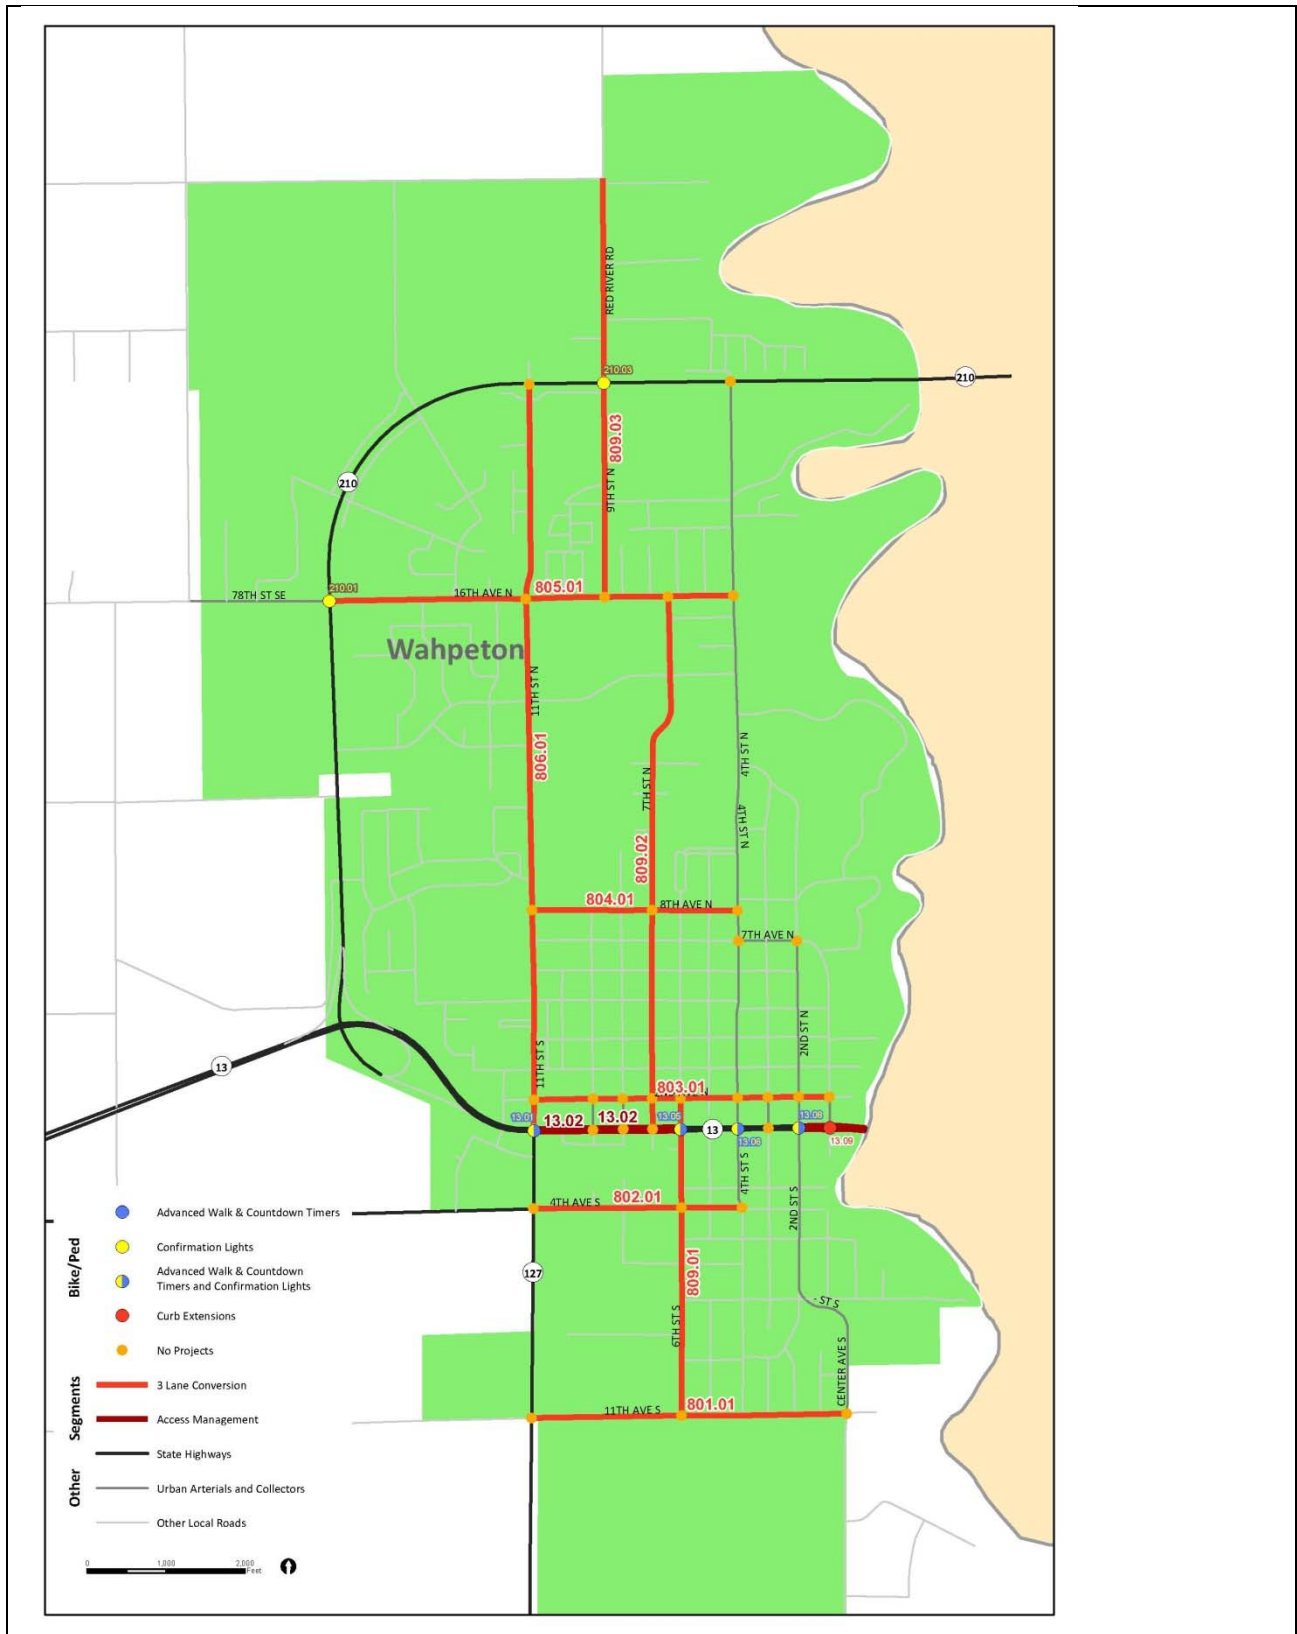 RED RIVER RD
210.03
210
809.03
9TH ST N
210
210.01
78TH ST SE
16TH AVE N
805.01
Wahpeton
11TH ST N
806.01
4TH ST N
7TH ST N
4TH ST N
809.02
804.01
8TH AVE N
7TH AVE N
2ND ST N
11TH ST S
13
803.01
13.01
13.02
13.02
13.05
13
13.06
13.08
13.09
4TH AVE S
802.01
4TH ST S
2ND ST S
127
809.01
6TH ST S
- ST S
CENTER AVE S
11TH AVE S
801.01
Bike/Ped
Advanced Walk & Countdown Timers
Confirmation Lights
Advanced Walk & Countdown
Timers and Confirmation Lights
Curb Extensions
No Projects
Segments
3 Lane Conversion
Access Management
Other
State Highways
Urban Arterials and Collectors
Other Local Roads
0 1,000 2,000
Feet